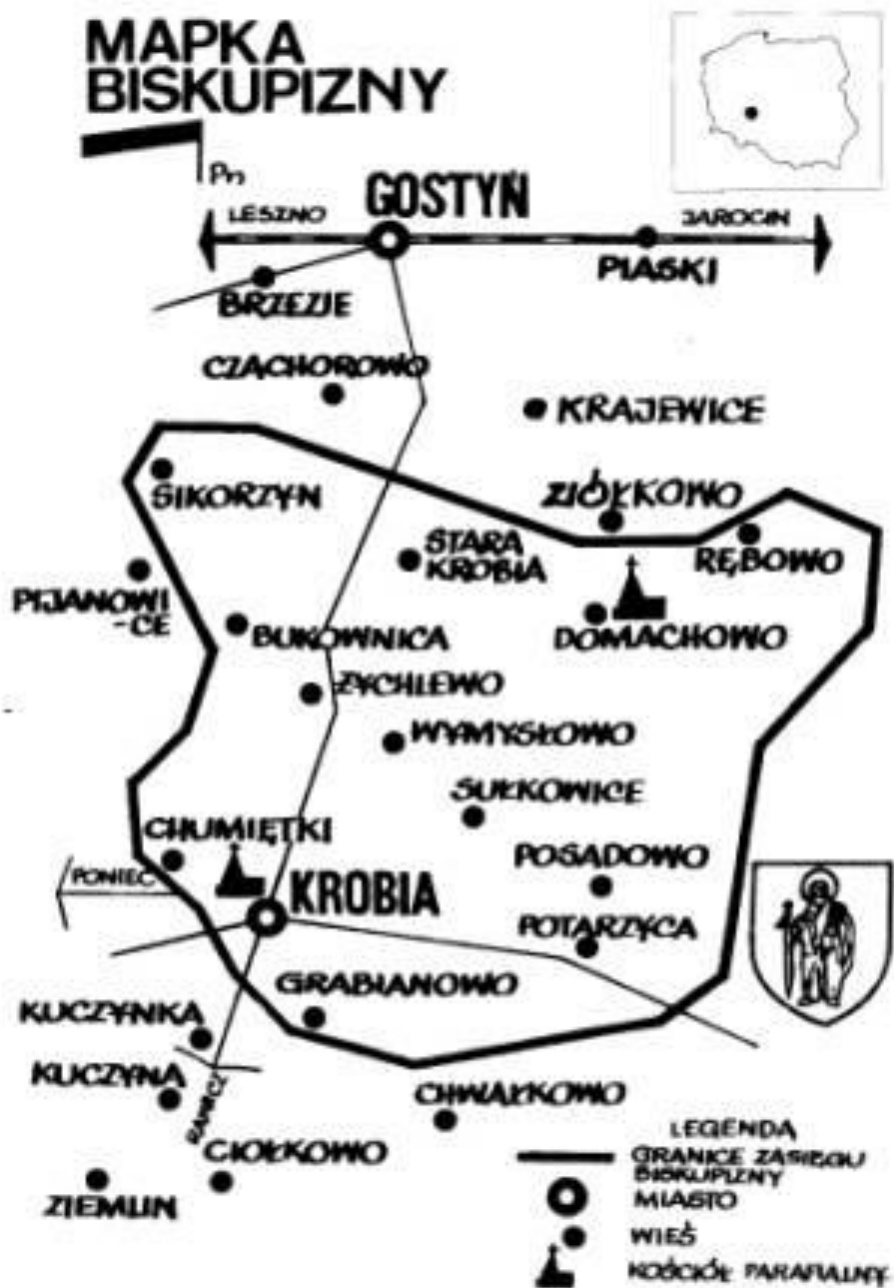 MAPKA
BISKUPIZNY
Pn
GOSTYŃ
LESZNO
JAROCIN
PIASKI
BRZEZIE
CZACHOROWO
KRAJEWICE
SIKORZYN
ZIÓŁKOWO
STARA
KROBIA
RĘBOWO
PIJANOWI
-CE
BUKOWNICA
DOMACHOWO
ŻYCHLEWO
WYMYSŁOWO
SUŁKOWICE
CHUMIĘTKI
POSADOWO
PONIEC
KROBIA
POTARZYCA
GRABIANOWO
KUCZYNKA
KUCZYNA
RAWICZ
CHWAŁKOWO
CIOŁKOWO
ZIEMLIN
LEGENDA
GRANICE ZASIĘGU
BISKUPIZNY
MIASTO
WIEŚ
KOŚCIÓŁ PARAFIALNY